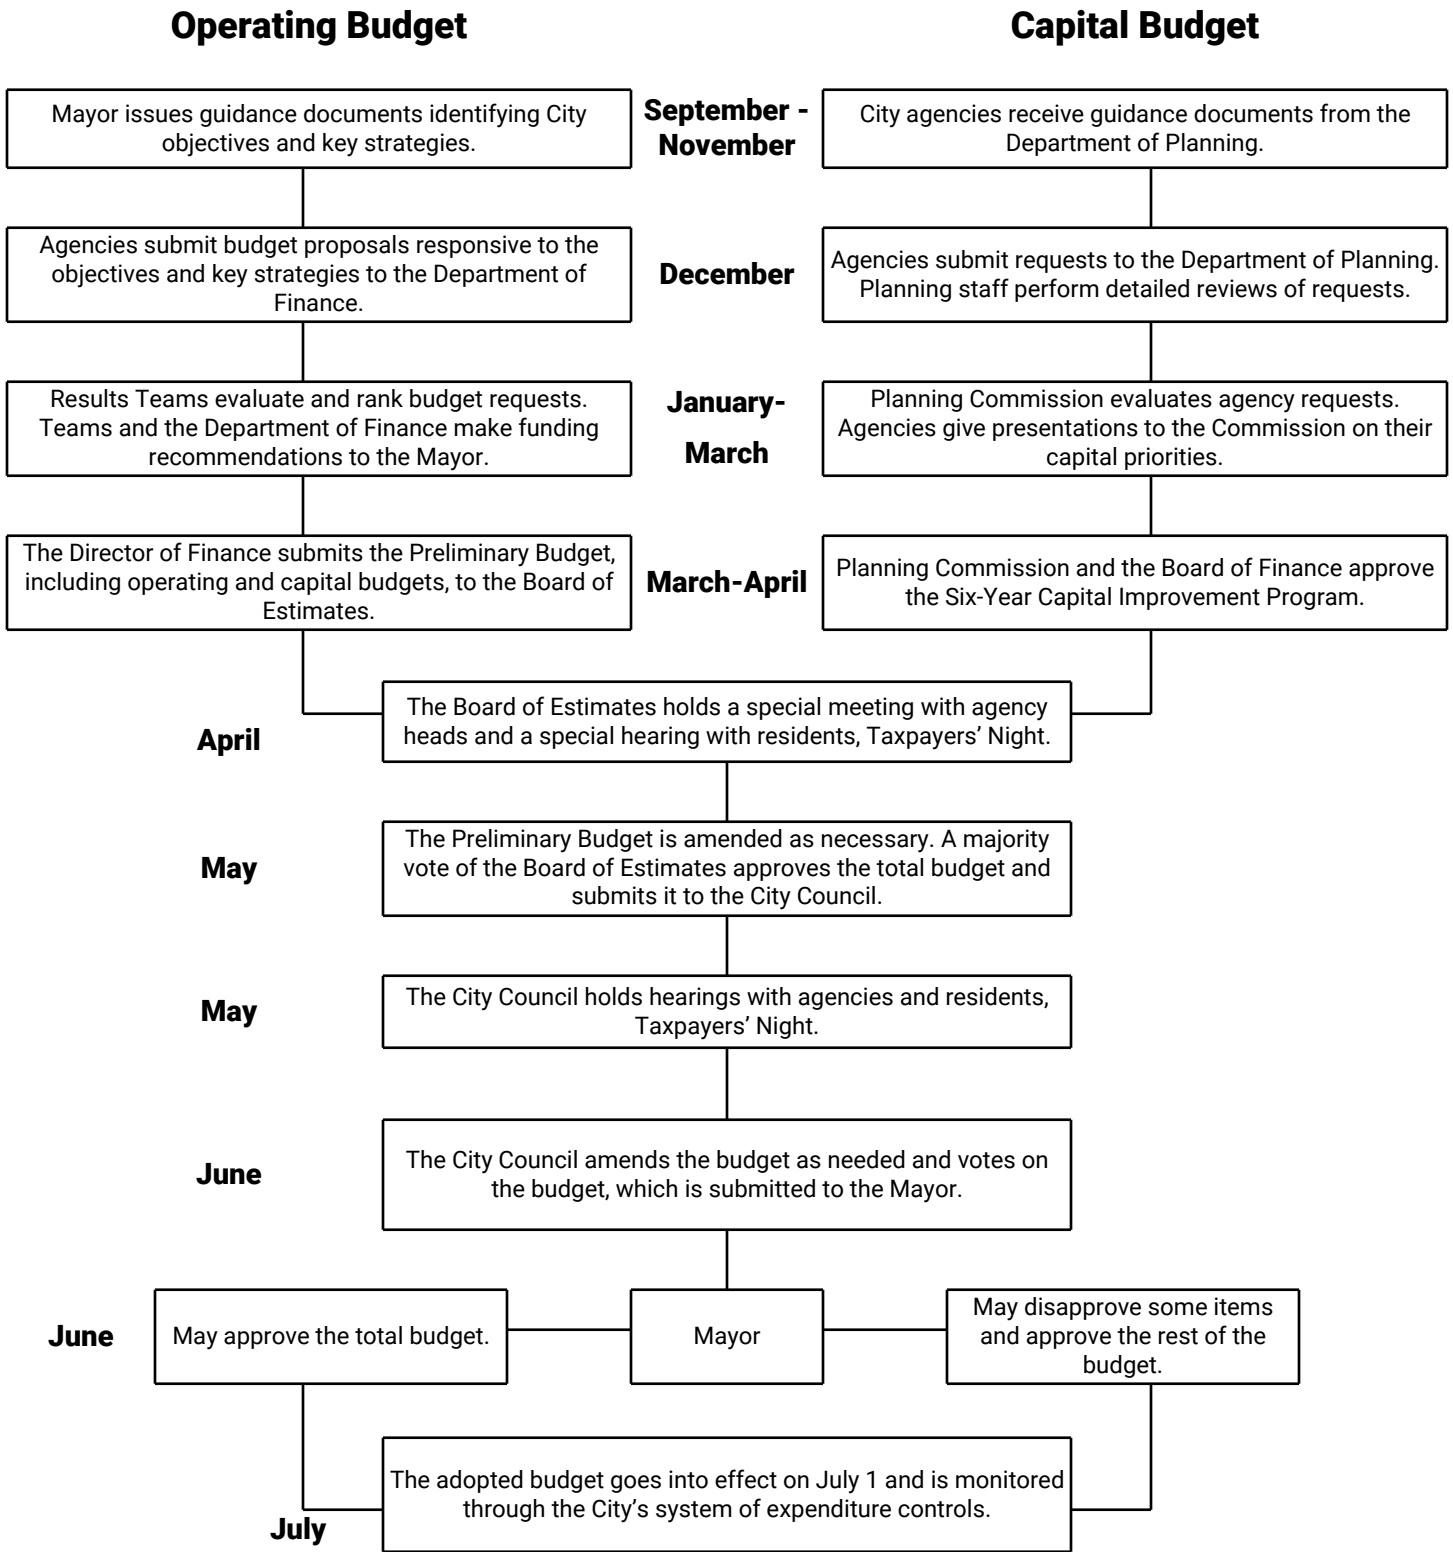 Operating Budget
Capital Budget
Mayor issues guidance documents identifying City
objectives and key strategies.
September -
November
City agencies receive guidance documents from the
Department of Planning.
Agencies submit budget proposals responsive to the
objectives and key strategies to the Department of
Finance.
December
Agencies submit requests to the Department of Planning.
Planning staff perform detailed reviews of requests.
Results Teams evaluate and rank budget requests.
Teams and the Department of Finance make funding
recommendations to the Mayor.
January-
March
Planning Commission evaluates agency requests.
Agencies give presentations to the Commission on their
capital priorities.
The Director of Finance submits the Preliminary Budget,
including operating and capital budgets, to the Board of
Estimates.
March-April
Planning Commission and the Board of Finance approve
the Six-Year Capital Improvement Program.
April
The Board of Estimates holds a special meeting with agency
heads and a special hearing with residents, Taxpayers’ Night.
May
The Preliminary Budget is amended as necessary. A majority
vote of the Board of Estimates approves the total budget and
submits it to the City Council.
May
The City Council holds hearings with agencies and residents,
Taxpayers’ Night.
June
The City Council amends the budget as needed and votes on
the budget, which is submitted to the Mayor.
June
May approve the total budget.
Mayor
May disapprove some items
and approve the rest of the
budget.
The adopted budget goes into effect on July 1 and is monitored
through the City’s system of expenditure controls.
July